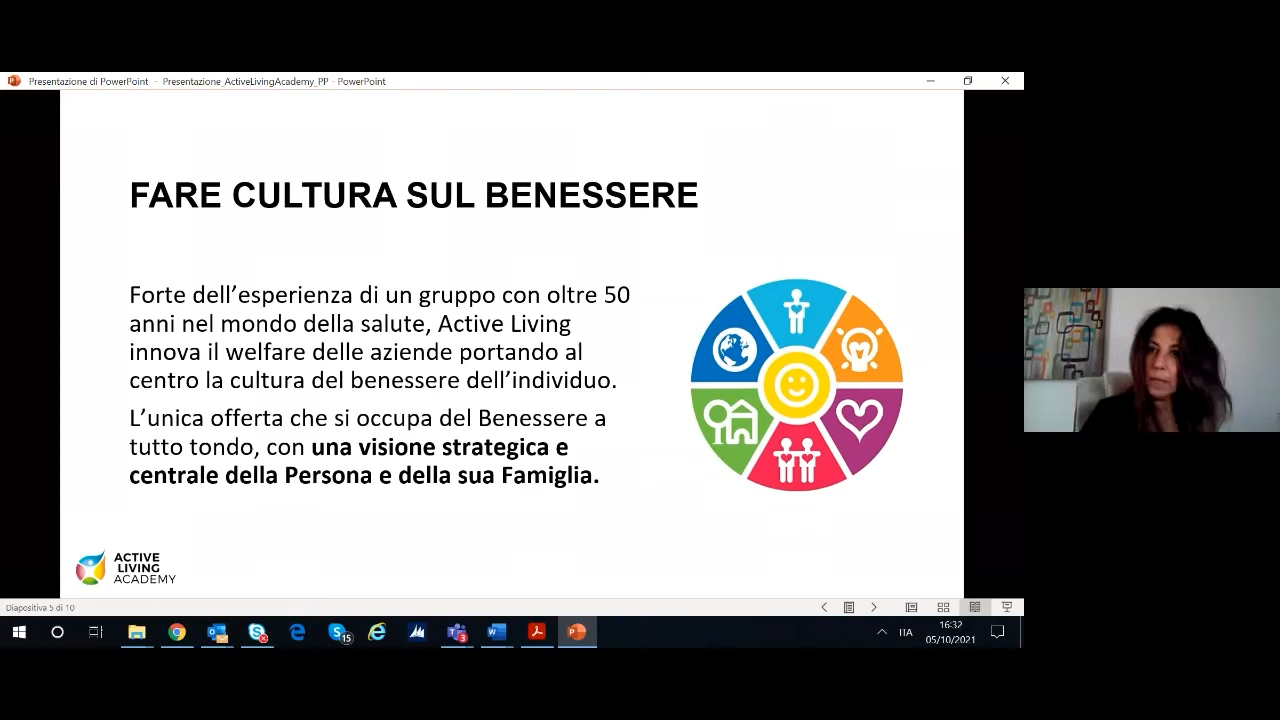 Presentazione di PowerPoint - Presentazione_ActiveLivingAcademy_PP - PowerPoint
FARE CULTURA SUL BENESSERE
Forte dell’esperienza di un gruppo con oltre 50
anni nel mondo della salute, Active Living
innova il welfare delle aziende portando al
centro la cultura del benessere dell’individuo.
L’unica offerta che si occupa del Benessere a
tutto tondo, con una visione strategica e
centrale della Persona e della sua Famiglia.
ACTIVE
LIVING
ACADEMY
Diapositiva 5 di 10
15
3
ITA
16:32
05/10/2021